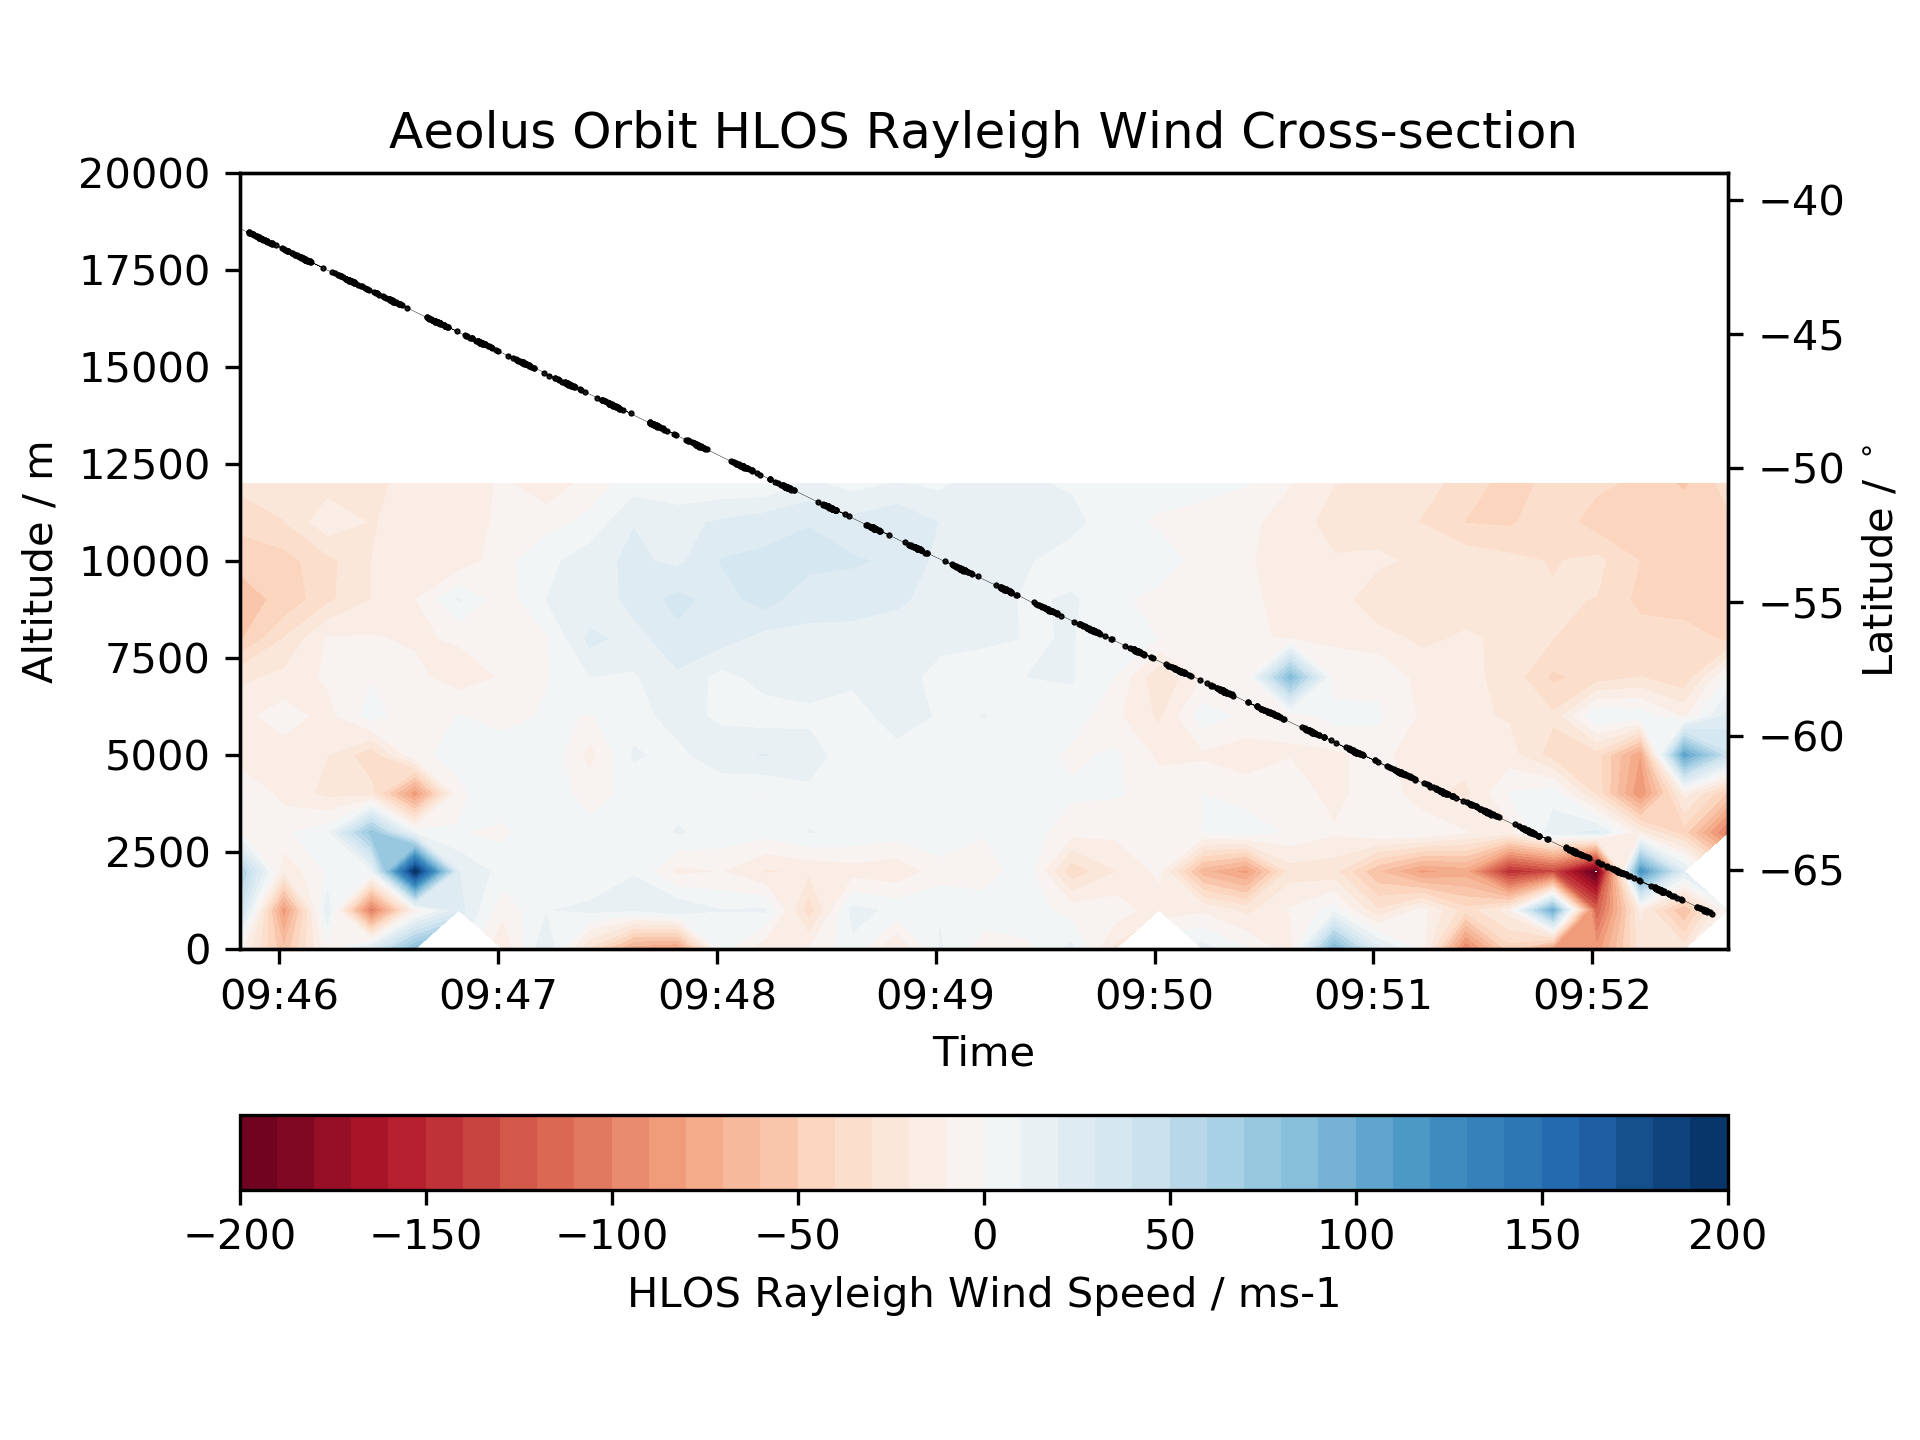 Aeolus Orbit HLOS Rayleigh Wind Cross-section
20000
17500
15000
12500
10000
7500
5000
2500
0
Altitude / m
−40
−45
−50
−55
−60
−65
Latitude / °
09:46 09:47 09:48 09:49 09:50 09:51 09:52
Time
−200 −150 −100 −50 0 50 100 150 200
HLOS Rayleigh Wind Speed / ms-1